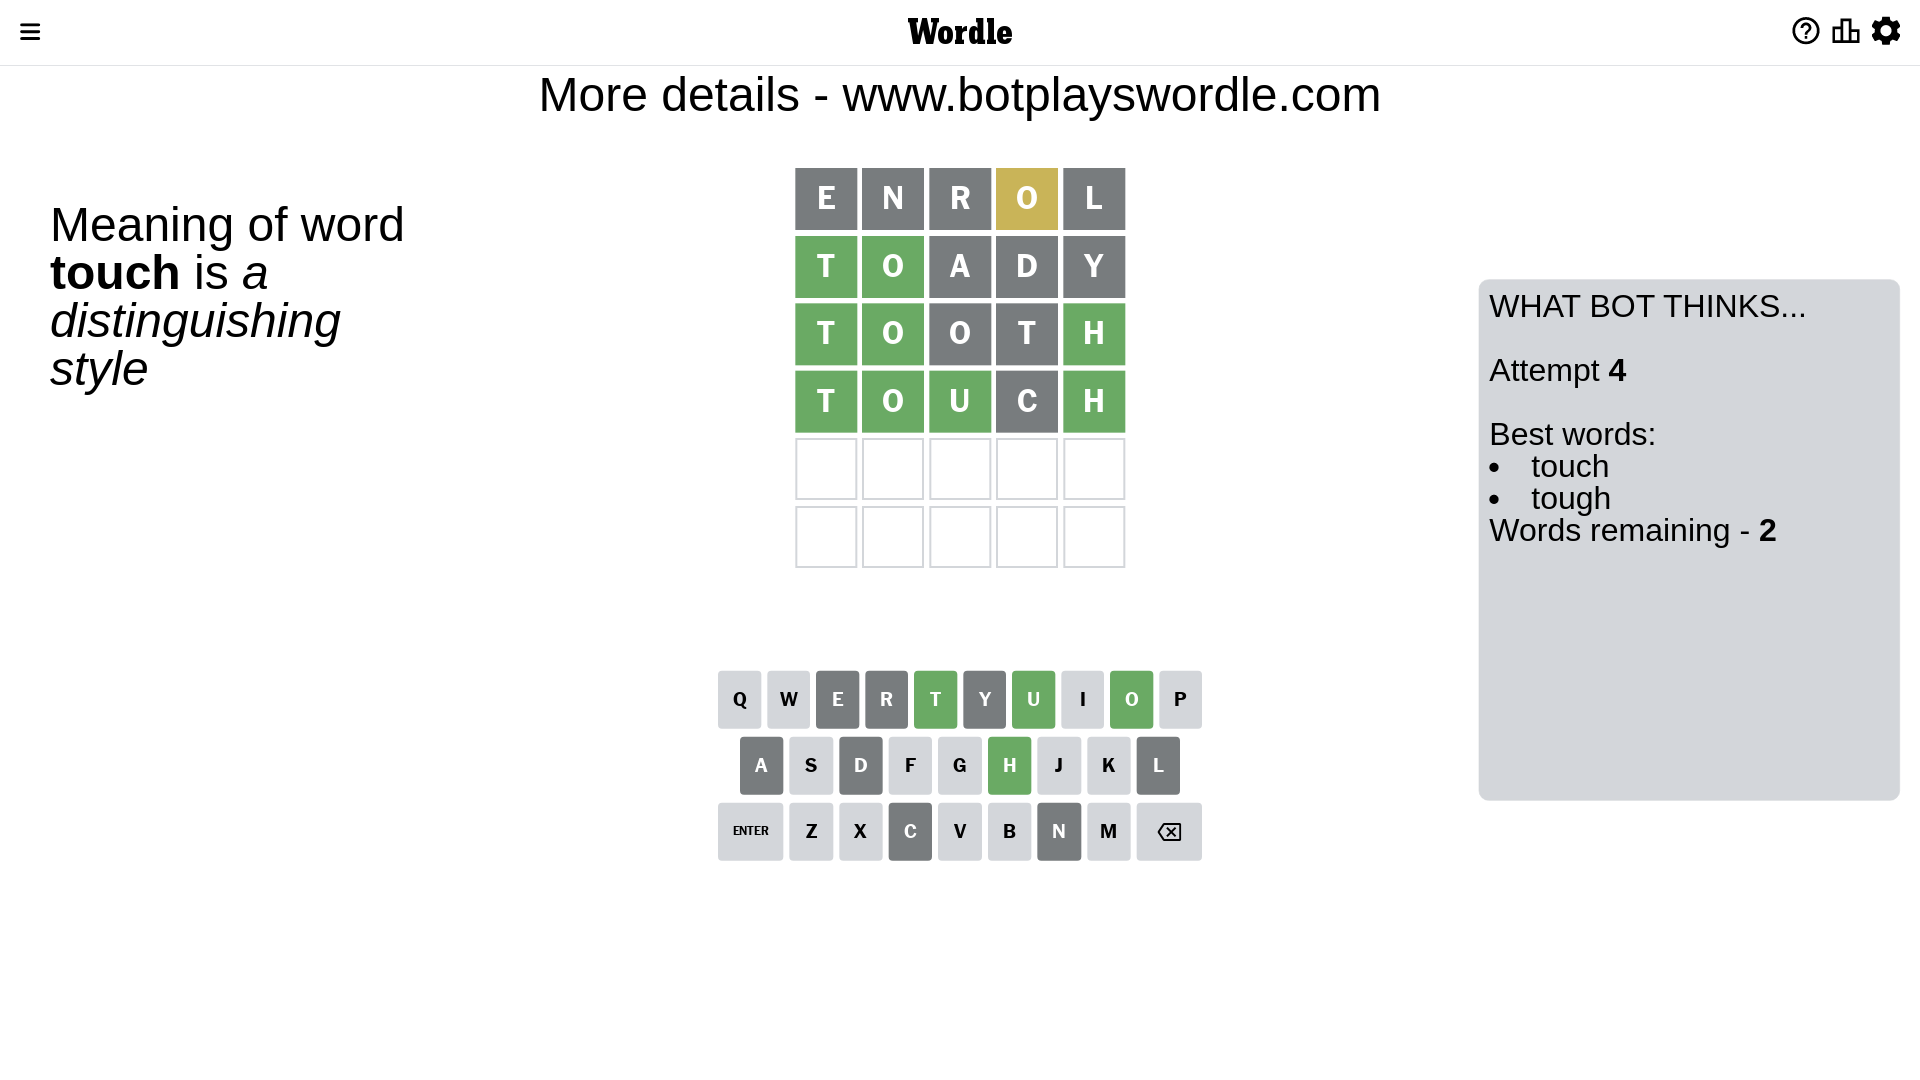 Wordle
More details - www.botplayswordle.com
Meaning of word
touch is a
distinguishing
style
E N R O L
T O A D Y
T O O T H
T O U C H
WHAT BOT THINKS...
Attempt 4
Best words:
• touch
• tough
Words remaining - 2
Q W E R T Y U I O P
A S D F G H J K L
ENTER Z X C V B N M